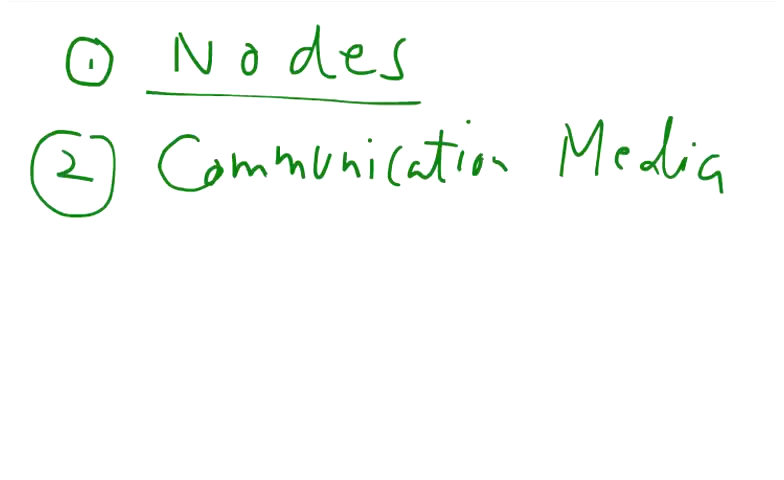 ① Nodes
② Communication Media